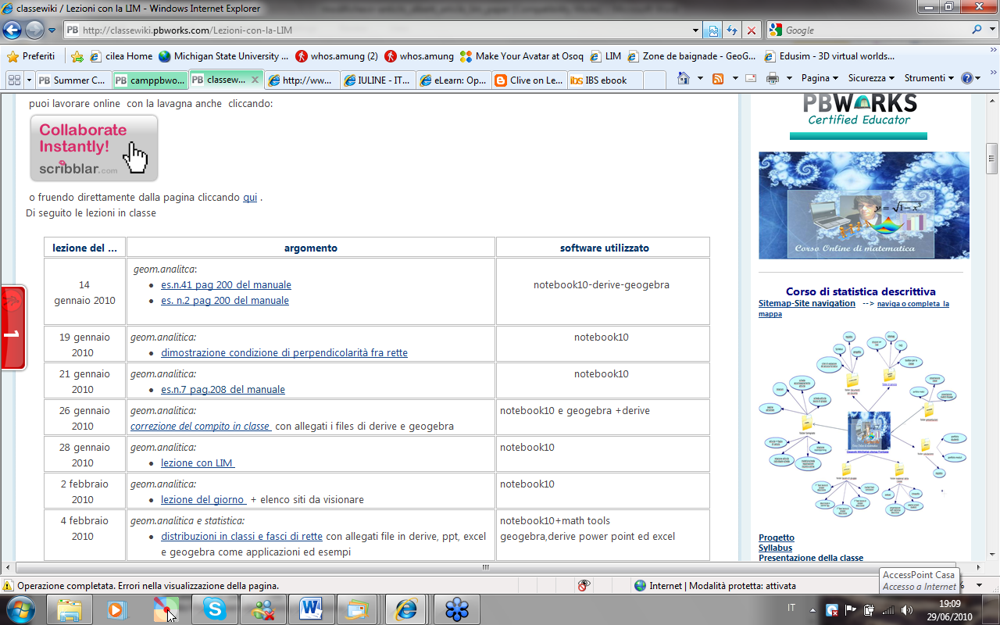 classewiki / Lezioni con la LIM - Windows Internet Explorer
PB http://classewiki.pbworks.com/Lezioni-con-la-LIM
Google
Preferiti cilea Home Michigan State University ... whos.amung (2) whos.amung Make Your Avatar at Osoq LIM Zone de baignade - GeoG... Edusim - 3D virtual worlds...
PB Summer C... PB camppbwo... PB classew... http://ww... IULINE - IT... eLearn: Op... Clive on Le... ibs IBS ebook Pagina Sicurezza Strumenti
puoi lavorare online con la lavagna anche cliccando:
Collaborate
Instantly!
scribblar.com
o fruendo direttamente dalla pagina cliccando qui .
Di seguito le lezioni in classe
lezione del ... argomento software utilizzato
14
gennaio 2010
geom.analitca:
es.n.41 pag 200 del manuale
es. n.2 pag 200 del manuale
notebook10-derive-geogebra
19 gennaio
2010
geom.analitica:
dimostrazione condizione di perpendicolarità fra rette
notebook10
21 gennaio
2010
geom.analitica:
es.n.7 pag.208 del manuale
notebook10
26 gennaio
2010
geom.analitica:
correzione del compito in classe con allegati i files di derive e geogebra
notebook10 e geogebra +derive
28 gennaio
2010
geom.analitica:
lezione con LIM
notebook10
2 febbraio
2010
geom.analitica:
lezione del giorno + elenco siti da visionare
notebook10
4 febbraio
2010
geom.analitica e statistica:
distribuzioni in classi e fasci di rette con allegati file in derive, ppt, excel
e geogebra come applicazioni ed esempi
notebook10+math tools
geogebra,derive power point ed excel
1
PBWORKS
Certified Educator
y = √1-x³
Corso Online di matematica
Corso di statistica descrittiva
Sitemap-Site navigation --> naviga o completa la
mappa
Progetto
Syllabus
Presentazione della classe
Operazione completata. Errori nella visualizzazione della pagina.
Internet | Modalità protetta: attivata
%
AccessPoint Casa
Accesso a Internet
IT
19:09
29/06/2010